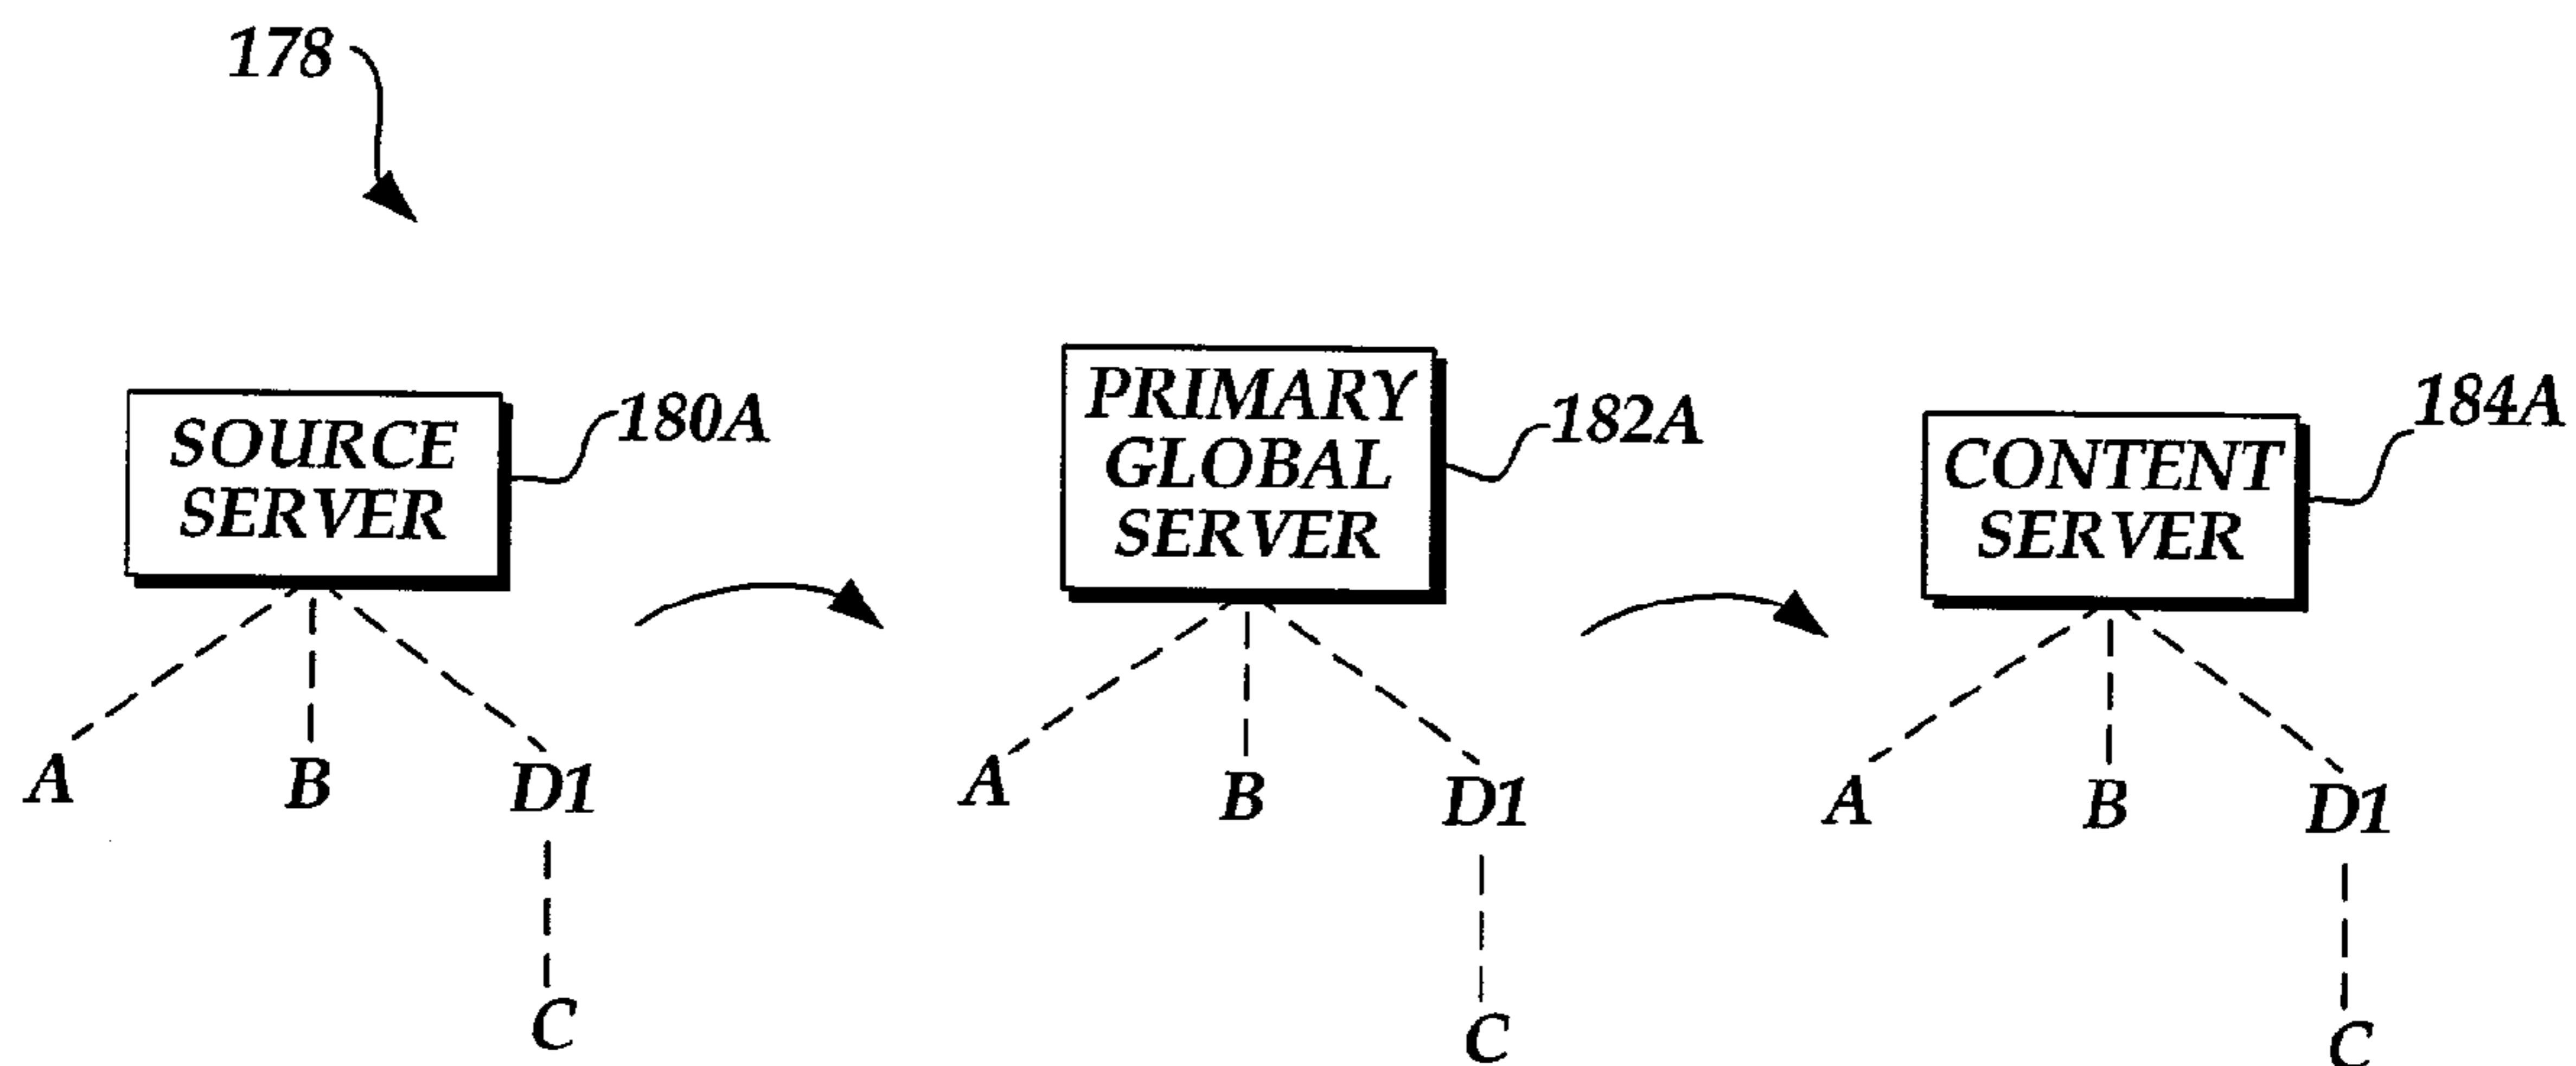 178
SOURCE
SERVER
180A
PRIMARY
GLOBAL
SERVER
182A
CONTENT
SERVER
184A
A
B
D1
C
A
B
D1
C
A
B
D1
C